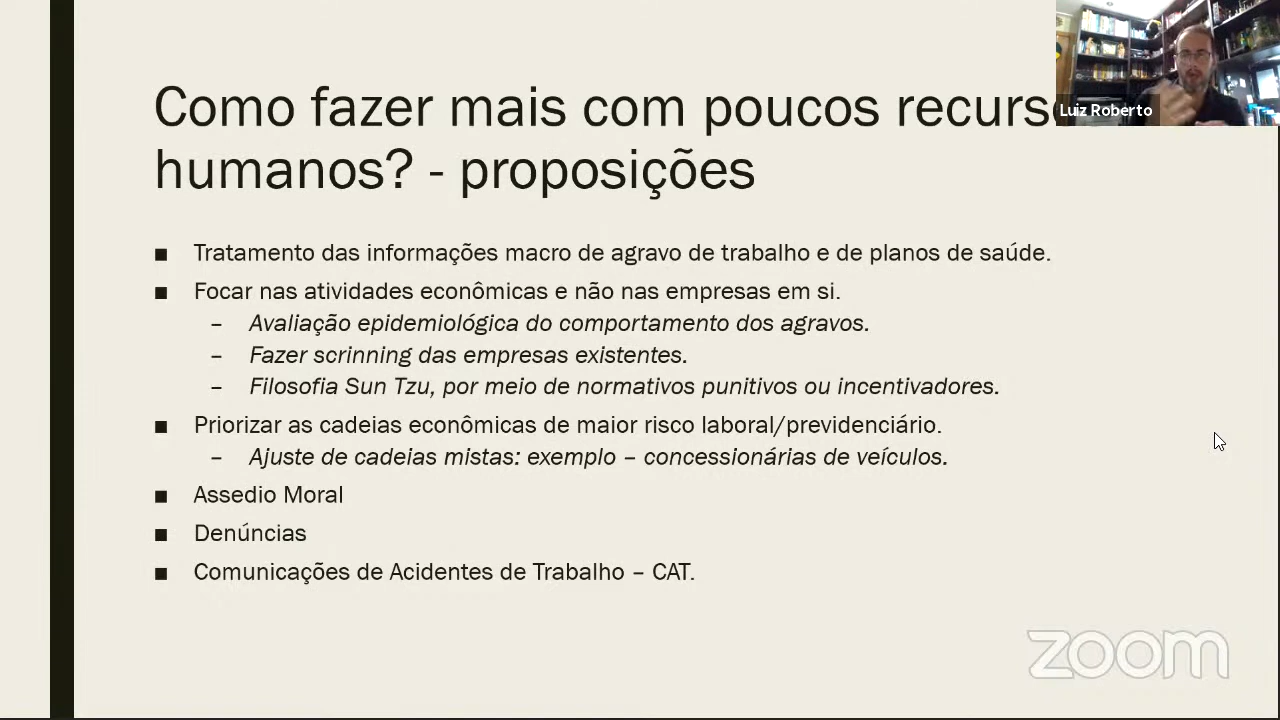 Como fazer mais com poucos
humanos? - proposições
Luiz Roberto
■ Tratamento das informações macro de agravo de trabalho e de planos de saúde.
■ Focar nas atividades econômicas e não nas empresas em si.
– Avaliação epidemiológica do comportamento dos agravos.
– Fazer scrinning das empresas existentes.
– Filosofia Sun Tzu, por meio de normativos punitivos ou incentivadores.
■ Priorizar as cadeias econômicas de maior risco laboral/previdenciário.
– Ajuste de cadeias mistas: exemplo – concessionárias de veículos.
■ Assedio Moral
■ Denúncias
■ Comunicações de Acidentes de Trabalho – CAT.
zoom